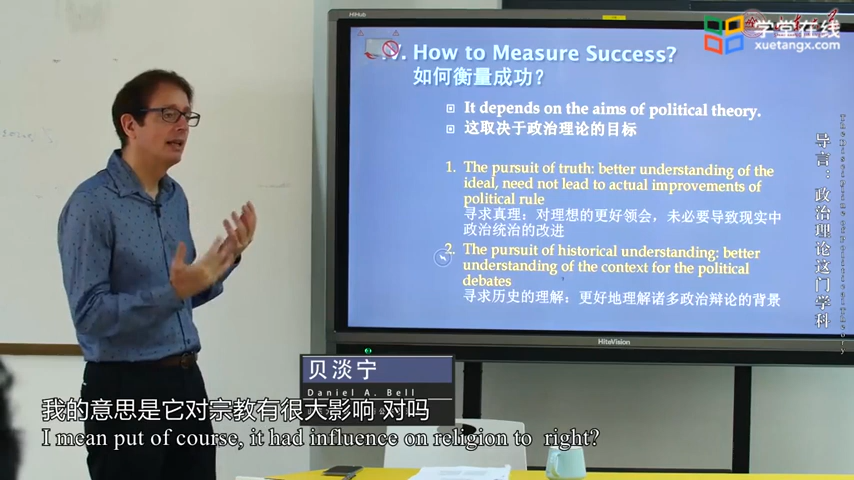 HiHub
学堂在线
xuetangx.com
IV. How to Measure Success?
如何衡量成功？
It depends on the aims of political theory.
这取决于政治理论的目标
1. The pursuit of truth: better understanding of the
ideal, need not lead to actual improvements of
political rule
寻求真理：对理想的更好领会，未必要导致现实中
政治统治的改进
2. The pursuit of historical understanding: better
understanding of the context for the political
debates
寻求历史的理解：更好地理解诸多政治辩论的背景
导言：政治理论这门学科
HiteVision
贝淡宁
Daniel A. Bell
我的意思是它对宗教有很大影响 对吗
I mean put of course, it had influence on religion to right?